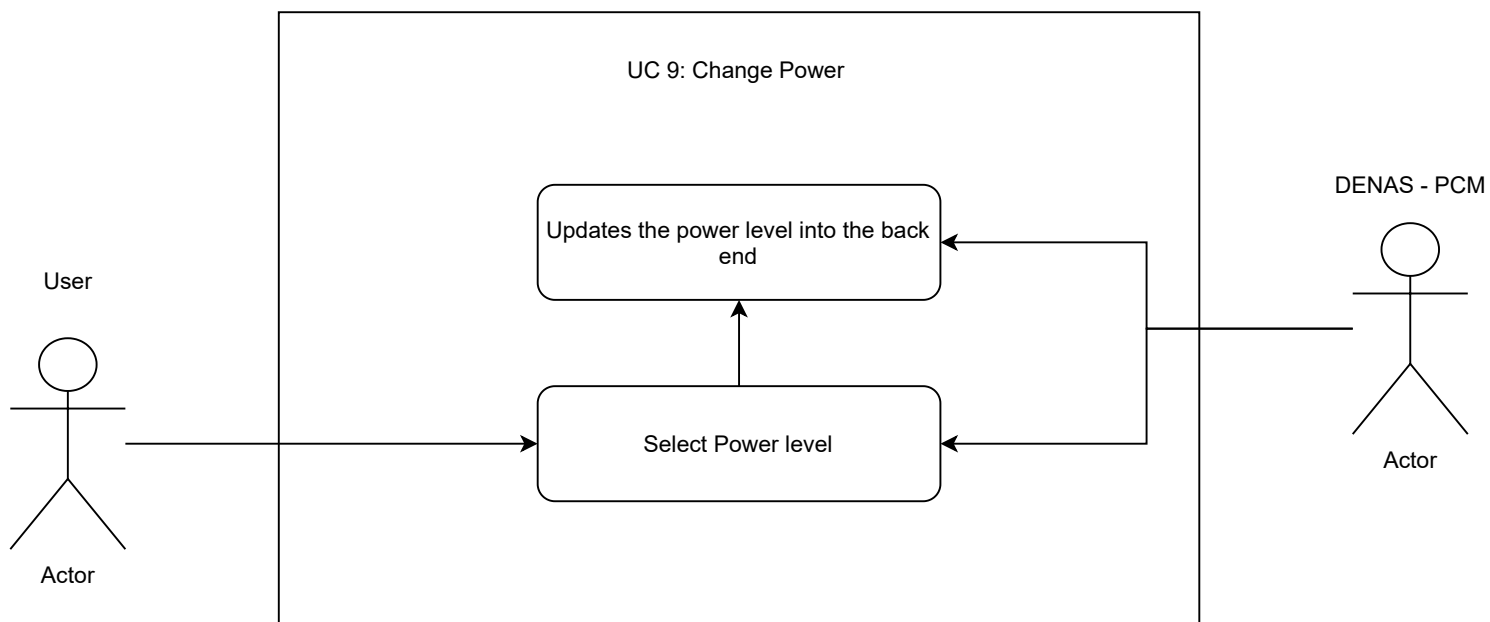 UC 9: Change Power
DENAS - PCM
Updates the power level into the back
end
User
Select Power level
Actor
Actor